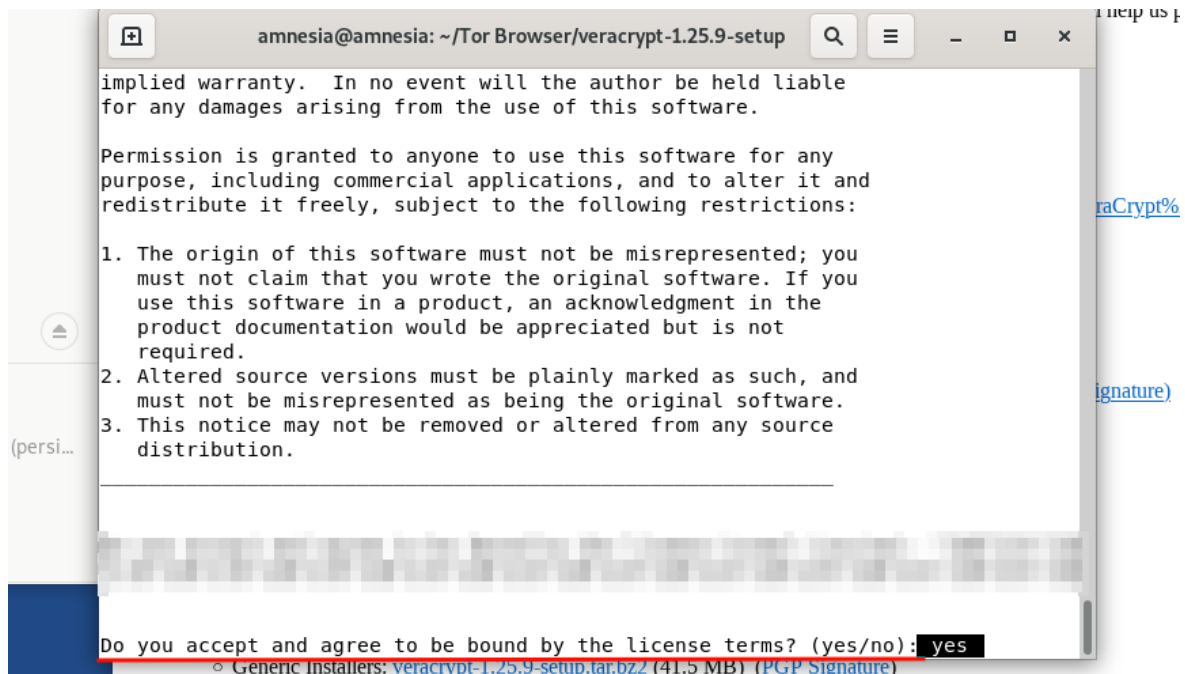 help us
amnesia@amnesia: ~/Tor Browser/veracrypt-1.25.9-setup
implied warranty.  In no event will the author be held liable
for any damages arising from the use of this software.
Permission is granted to anyone to use this software for any
purpose, including commercial applications, and to alter it and
redistribute it freely, subject to the following restrictions:
1. The origin of this software must not be misrepresented; you
must not claim that you wrote the original software. If you
use this software in a product, an acknowledgment in the
product documentation would be appreciated but is not
required.
2. Altered source versions must be plainly marked as such, and
must not be misrepresented as being the original software.
3. This notice may not be removed or altered from any source
distribution.
Do you accept and agree to be bound by the license terms? (yes/no): yes
(persi...
raCrypt%
ignature)
Generic Installers: veracrypt-1.25.9-setup.tar.bz2 (41.5 MB) (PGP Signature)